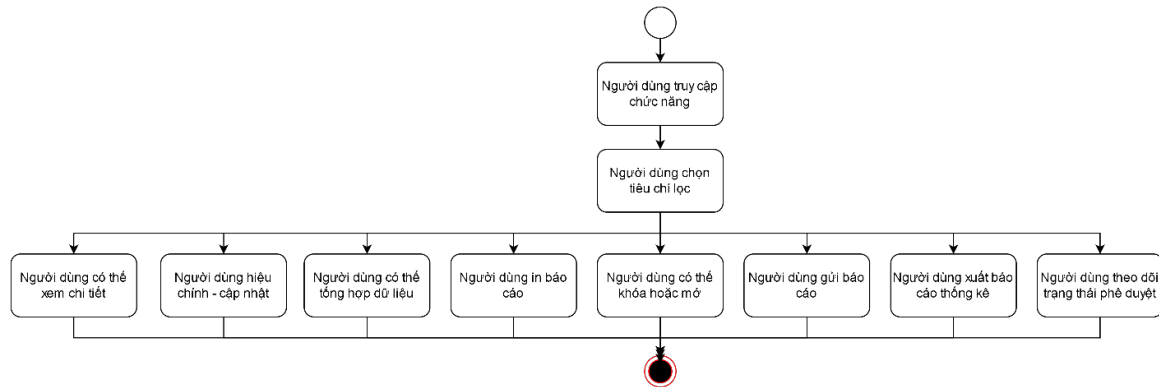 Người dùng truy cập
chức năng
Người dùng chọn
tiêu chí lọc
Người dùng có thể
xem chi tiết
Người dùng hiệu
chỉnh - cập nhật
Người dùng có thể
tổng hợp dữ liệu
Người dùng in báo
cáo
Người dùng có thể
khóa hoặc mở
Người dùng gửi báo
cáo
Người dùng xuất báo
cáo thống kê
Người dùng theo dõi
trạng thái phê duyệt